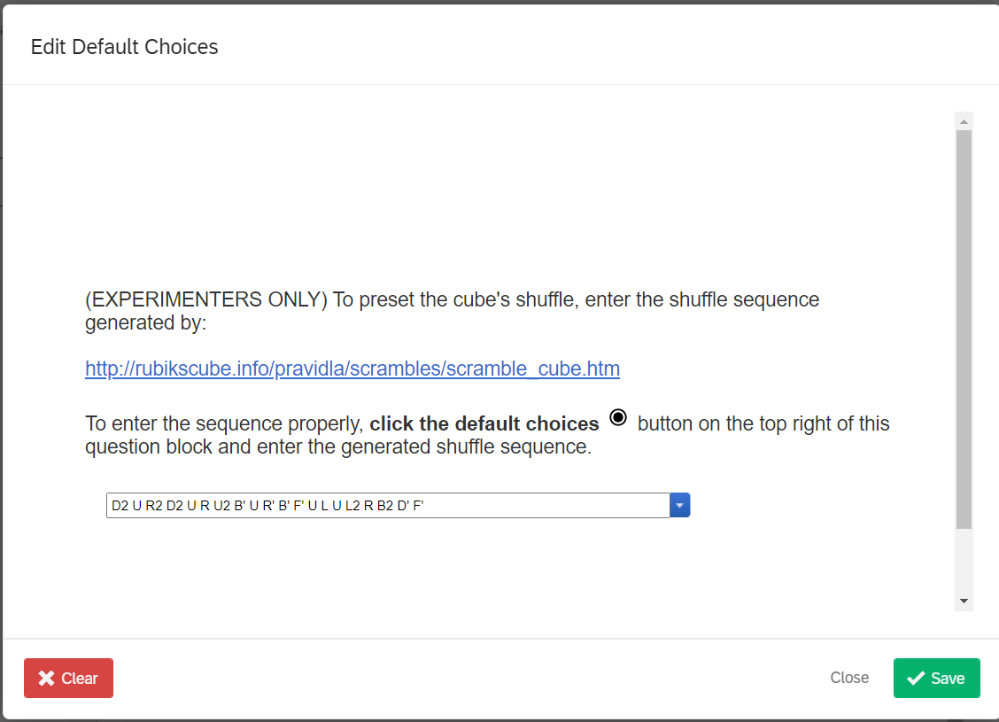 Edit Default Choices
(EXPERIMENTERS ONLY) To preset the cube's shuffle, enter the shuffle sequence
generated by:
http://rubikscube.info/pravidla/scrambles/scramble_cube.htm
To enter the sequence properly, click the default choices button on the top right of this
question block and enter the generated shuffle sequence.
D2 U R2 D2 U R U2 B' U R' B' F' U L U L2 R B2 D' F'
Clear
Close
Save